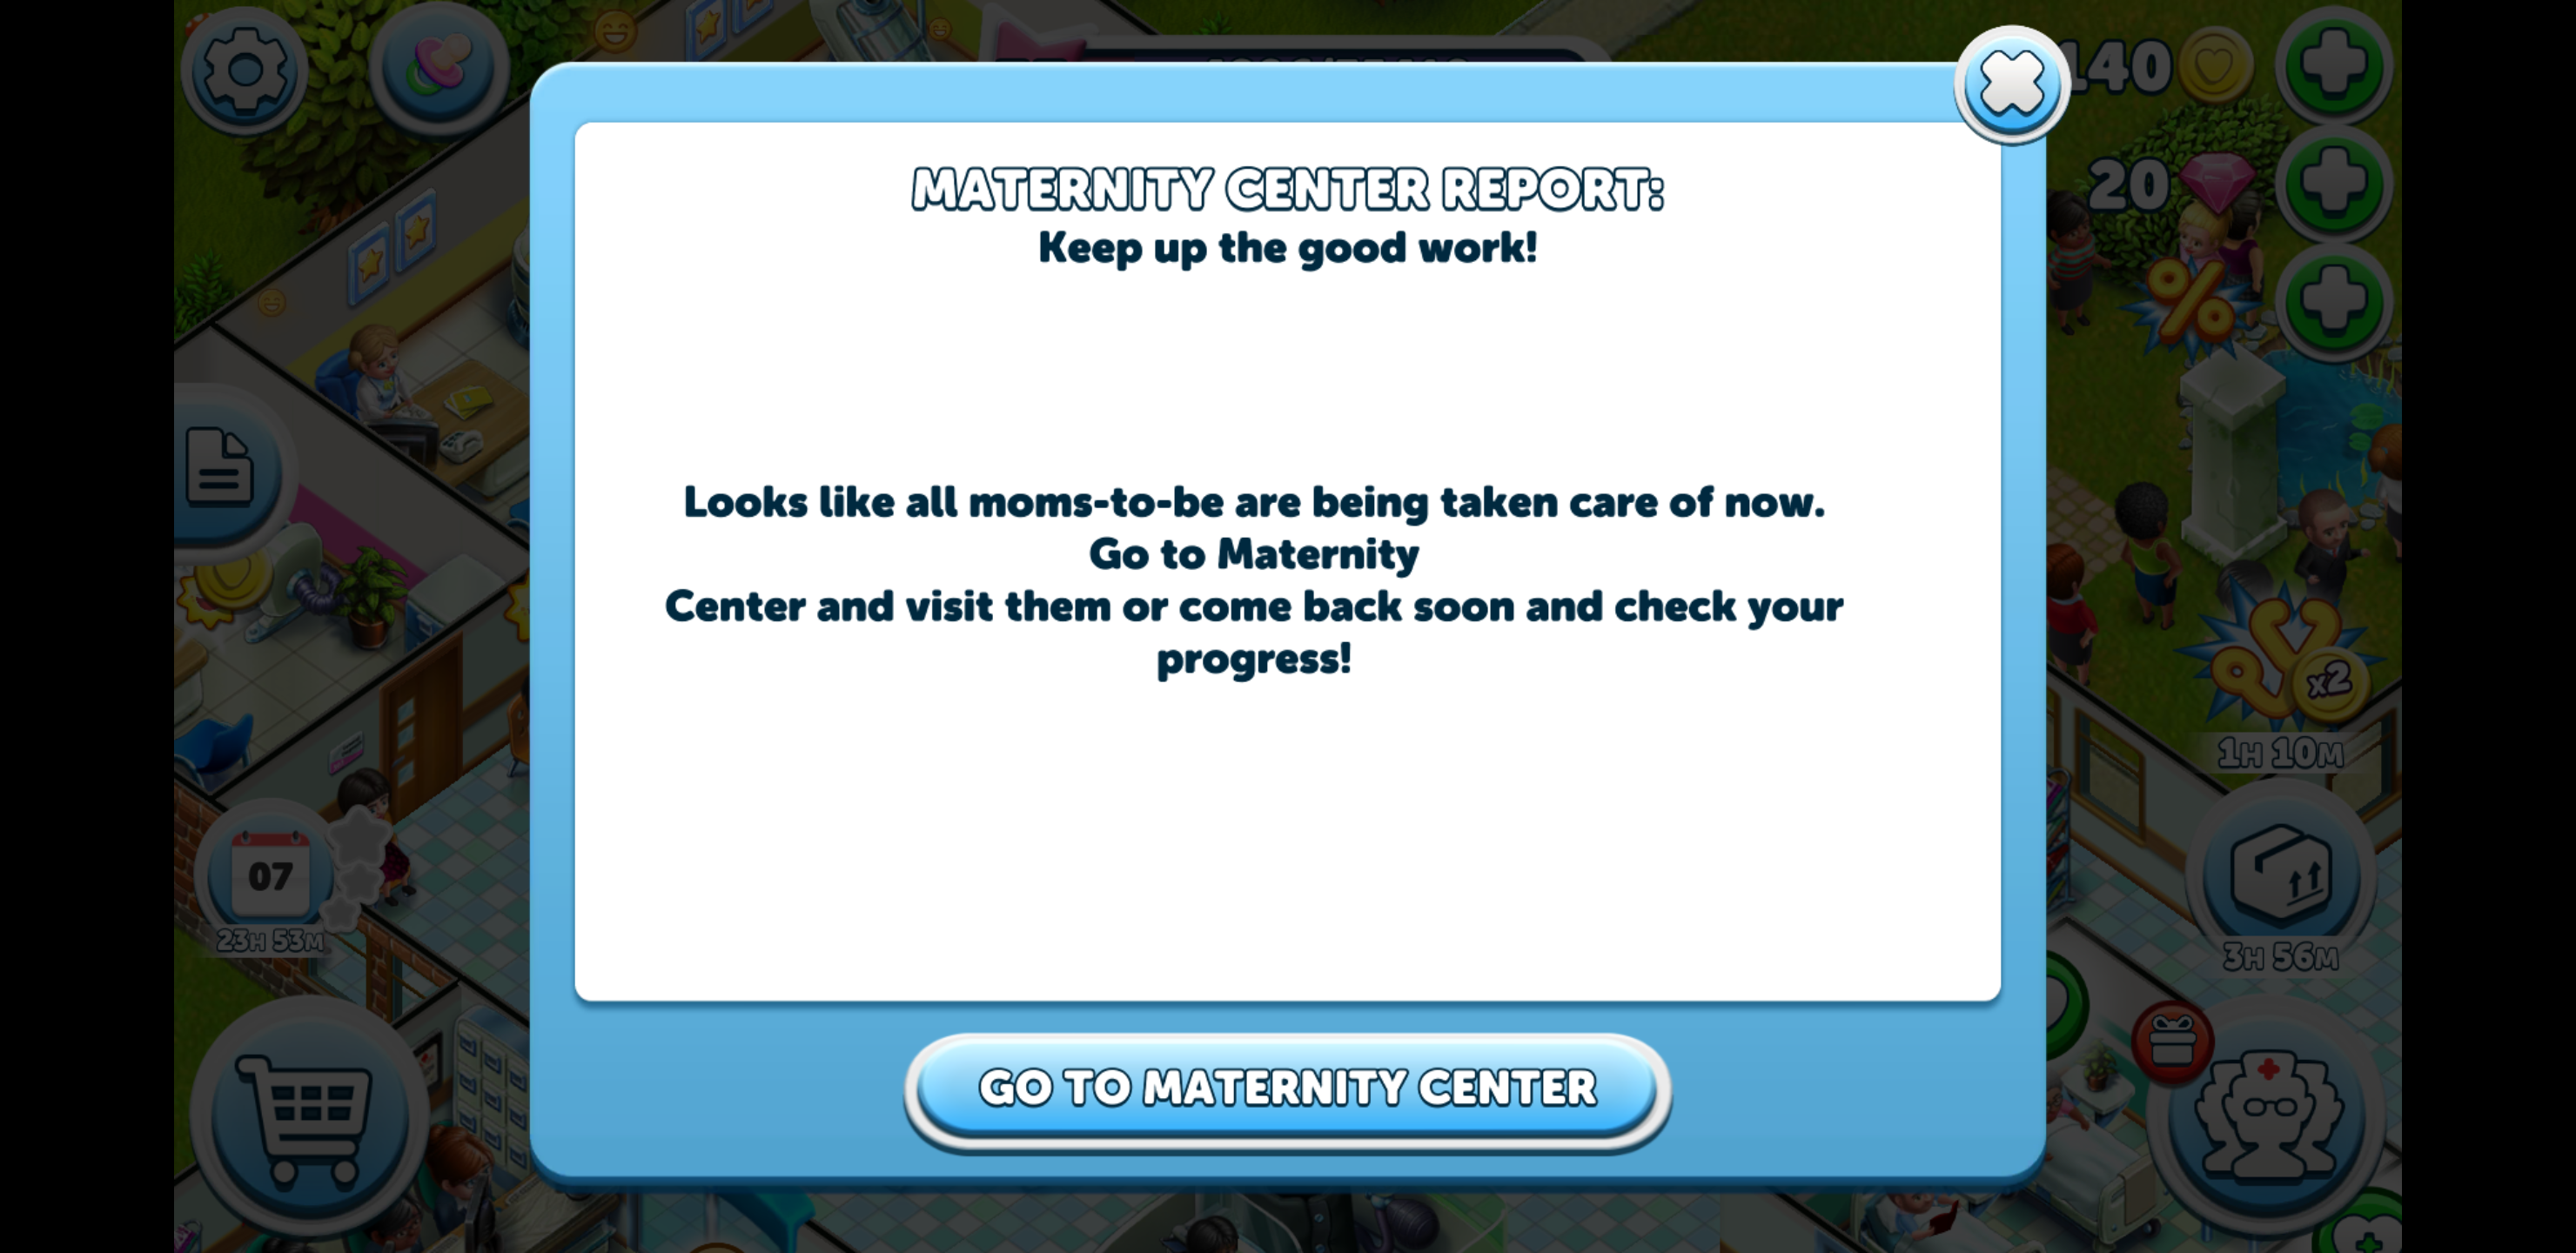 140
20
MATERNITY CENTER REPORT:
Keep up the good work!
Looks like all moms-to-be are being taken care of now.
Go to Maternity
Center and visit them or come back soon and check your
progress!
x2
1H 10M
07
23H 53M
3H 56M
GO TO MATERNITY CENTER